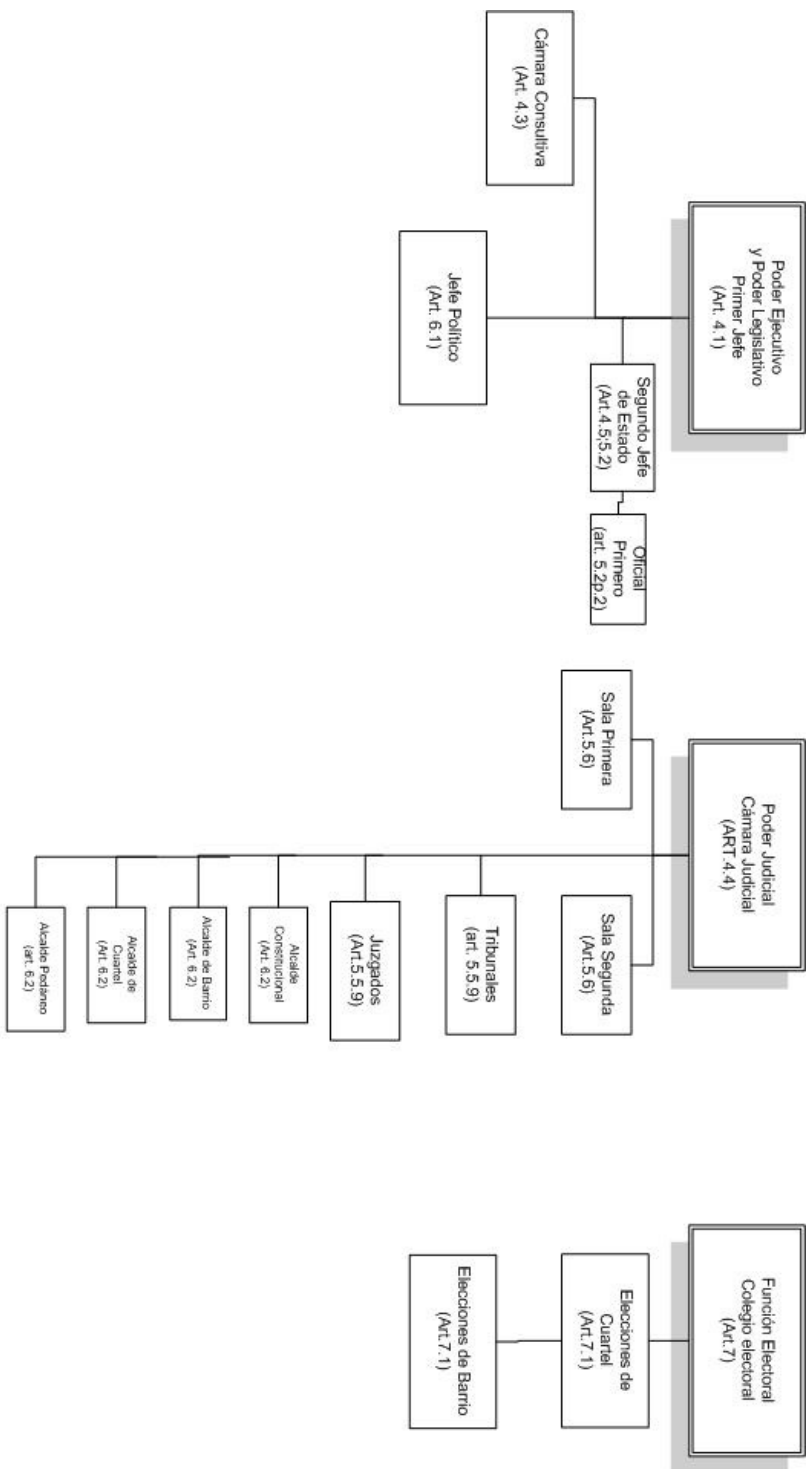 Poder Ejecutivo
y Poder Legislativo
Primer Jefe
(Art. 4.1)
Cámara Consultiva
(Art. 4.3)
Segundo Jefe
de Estado
(Art.4.5;5.2)
Oficial
Primero
(art. 5.2p.2)
Jefe Político
(Art. 6.1)
Poder Judicial
Cámara Judicial
(ART.4.4)
Sala Primera
(Art.5.6)
Sala Segunda
(Art.5.6)
Tribunales
(art. 5.5.9)
Juzgados
(Art.5.5.9)
Alcalde
Constitucional
(Art. 6.2)
Alcalde de Barrio
(Art. 6.2)
Alcalde de
Cuartel
(Art. 6.2)
Alcalde Pedáneo
(art. 6.2)
Función Electoral
Colegio electoral
(Art.7)
Elecciones de
Cuartel
(Art.7.1)
Elecciones de Barrio
(Art.7.1)